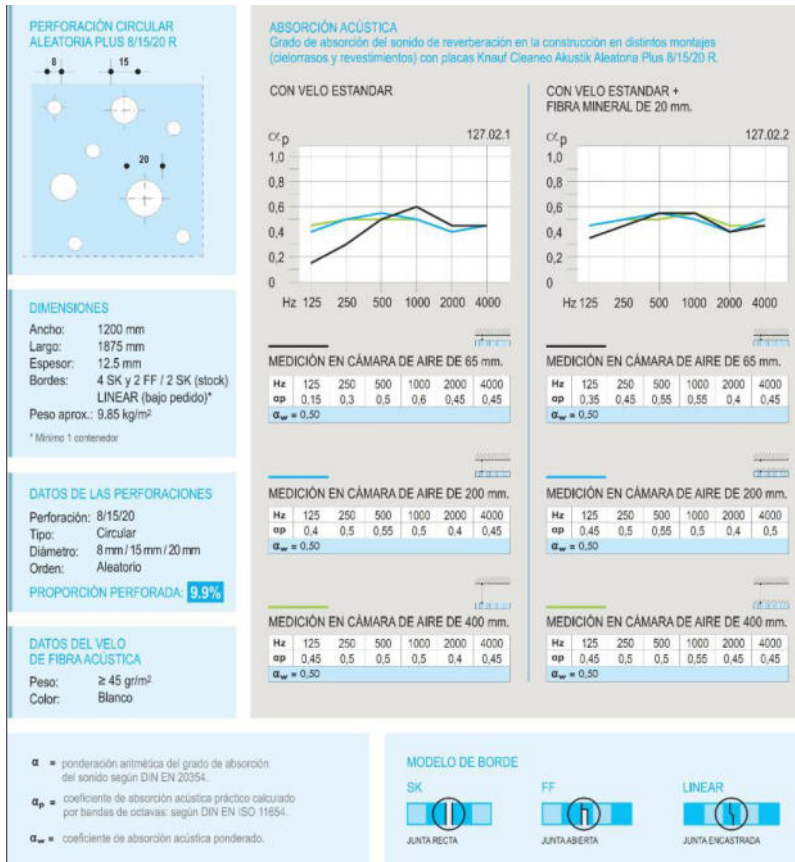 PERFORACIÓN CIRCULAR
ALEATORIA PLUS 8/15/20 R
8
15
20
DIMENSIONES
Ancho: 1200 mm
Largo: 1875 mm
Espesor: 12.5 mm
Bordes: 4 SK y 2 FF / 2 SK (stock)
LINEAR (bajo pedido)*
Peso aprox.: 9.85 kg/m²
* Mínimo 1 contenedor
DATOS DE LAS PERFORACIONES
Perforación: 8/15/20
Tipo: Circular
Diámetro: 8 mm / 15 mm / 20 mm
Orden: Aleatorio
PROPORCIÓN PERFORADA: 9.9%
DATOS DEL VELO
DE FIBRA ACÚSTICA
Peso: ≥ 45 gr/m²
Color: Blanco
ABSORCIÓN ACÚSTICA
Grado de absorción del sonido de reverberación en la construcción en distintos montajes
(cielorrasos y revestimientos) con placas Knauf Cleaneo Akustik Aleatoria Plus 8/15/20 R.
CON VELO ESTANDAR
αp 127.02.1
1,0
0,8
0,6
0,4
0,2
0
Hz 125 250 500 1000 2000 4000
MEDICIÓN EN CÁMARA DE AIRE DE 65 mm.
Hz 125 250 500 1000 2000 4000
αp 0,15 0,3 0,5 0,6 0,45 0,45
αw = 0,50
MEDICIÓN EN CÁMARA DE AIRE DE 200 mm.
Hz 125 250 500 1000 2000 4000
αp 0,4 0,5 0,55 0,5 0,4 0,45
αw = 0,50
MEDICIÓN EN CÁMARA DE AIRE DE 400 mm.
Hz 125 250 500 1000 2000 4000
αp 0,45 0,5 0,5 0,5 0,4 0,45
αw = 0,50
CON VELO ESTANDAR +
FIBRA MINERAL DE 20 mm.
αp 127.02.2
1,0
0,8
0,6
0,4
0,2
0
Hz 125 250 500 1000 2000 4000
MEDICIÓN EN CÁMARA DE AIRE DE 65 mm.
Hz 125 250 500 1000 2000 4000
αp 0,35 0,45 0,55 0,55 0,4 0,45
αw = 0,50
MEDICIÓN EN CÁMARA DE AIRE DE 200 mm.
Hz 125 250 500 1000 2000 4000
αp 0,45 0,5 0,55 0,5 0,4 0,5
αw = 0,50
MEDICIÓN EN CÁMARA DE AIRE DE 400 mm.
Hz 125 250 500 1000 2000 4000
αp 0,45 0,5 0,5 0,55 0,45 0,45
αw = 0,50
α = ponderación aritmética del grado de absorción
del sonido según DIN EN 20354.
αp = coeficiente de absorción acústica práctico calculado
por bandas de octavas: según DIN EN ISO 11654.
αw = coeficiente de absorción acústica ponderado.
MODELO DE BORDE
SK
JUNTA RECTA
FF
JUNTA ABIERTA
LINEAR
JUNTA ENCASTRADA